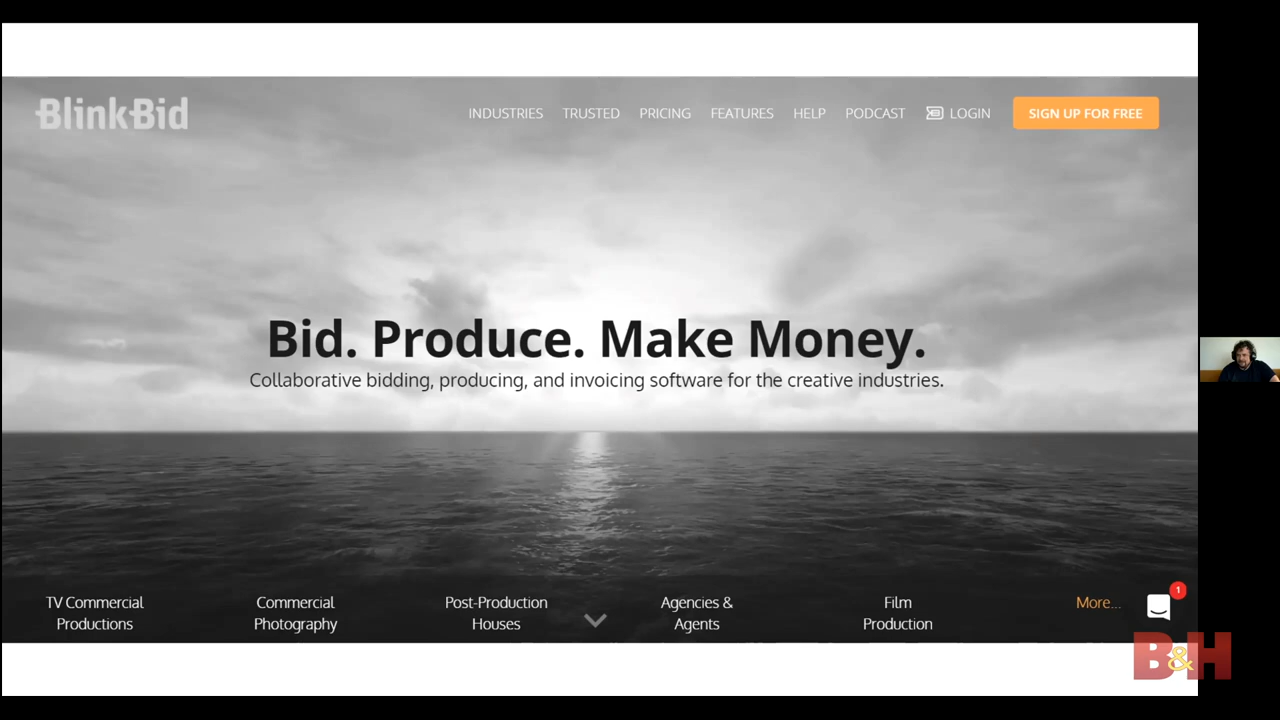 BlinkBid
INDUSTRIES TRUSTED PRICING FEATURES HELP PODCAST LOGIN SIGN UP FOR FREE
Bid. Produce. Make Money.
Collaborative bidding, producing, and invoicing software for the creative industries.
TV Commercial
Productions
Commercial
Photography
Post-Production
Houses
Agencies &
Agents
Film
Production
More...
1
B&H